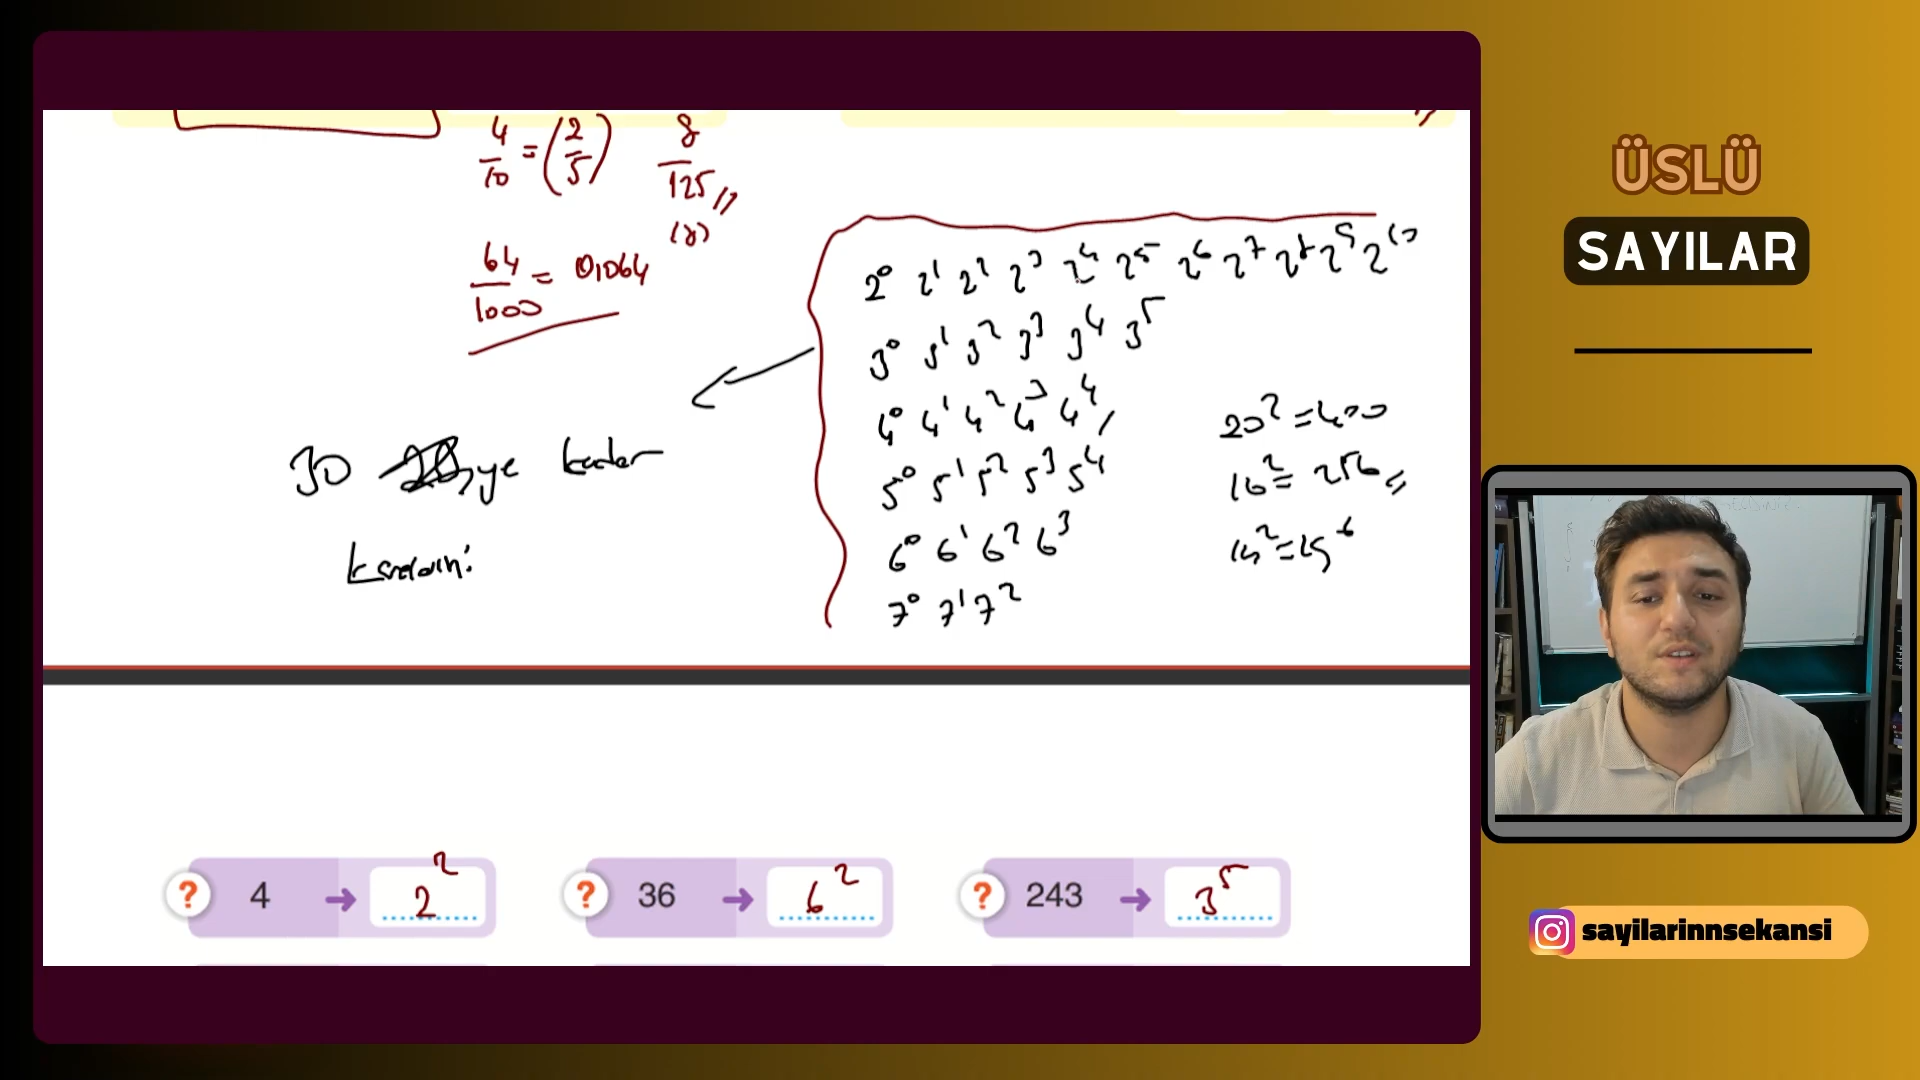 4/10 = (2/5) 8/125 //
(8)
64/1000 = 0,064
2⁰ 2¹ 2² 2³ 2⁴ 2⁵ 2⁶ 2⁷ 2⁸ 2⁹ 2¹⁰
3⁰ 3¹ 3² 3³ 3⁴ 3⁵
4⁰ 4¹ 4² 4³ 4⁴
5⁰ 5¹ 5² 5³ 5⁴
6⁰ 6¹ 6² 6³
7⁰ 7¹ 7²
20² = 400
16² = 256
14² = 196
30 ye kadar
4 → 2²
36 → 6²
243 → 3⁵
ÜSLÜ
SAYILAR
sayilarinnsekansi